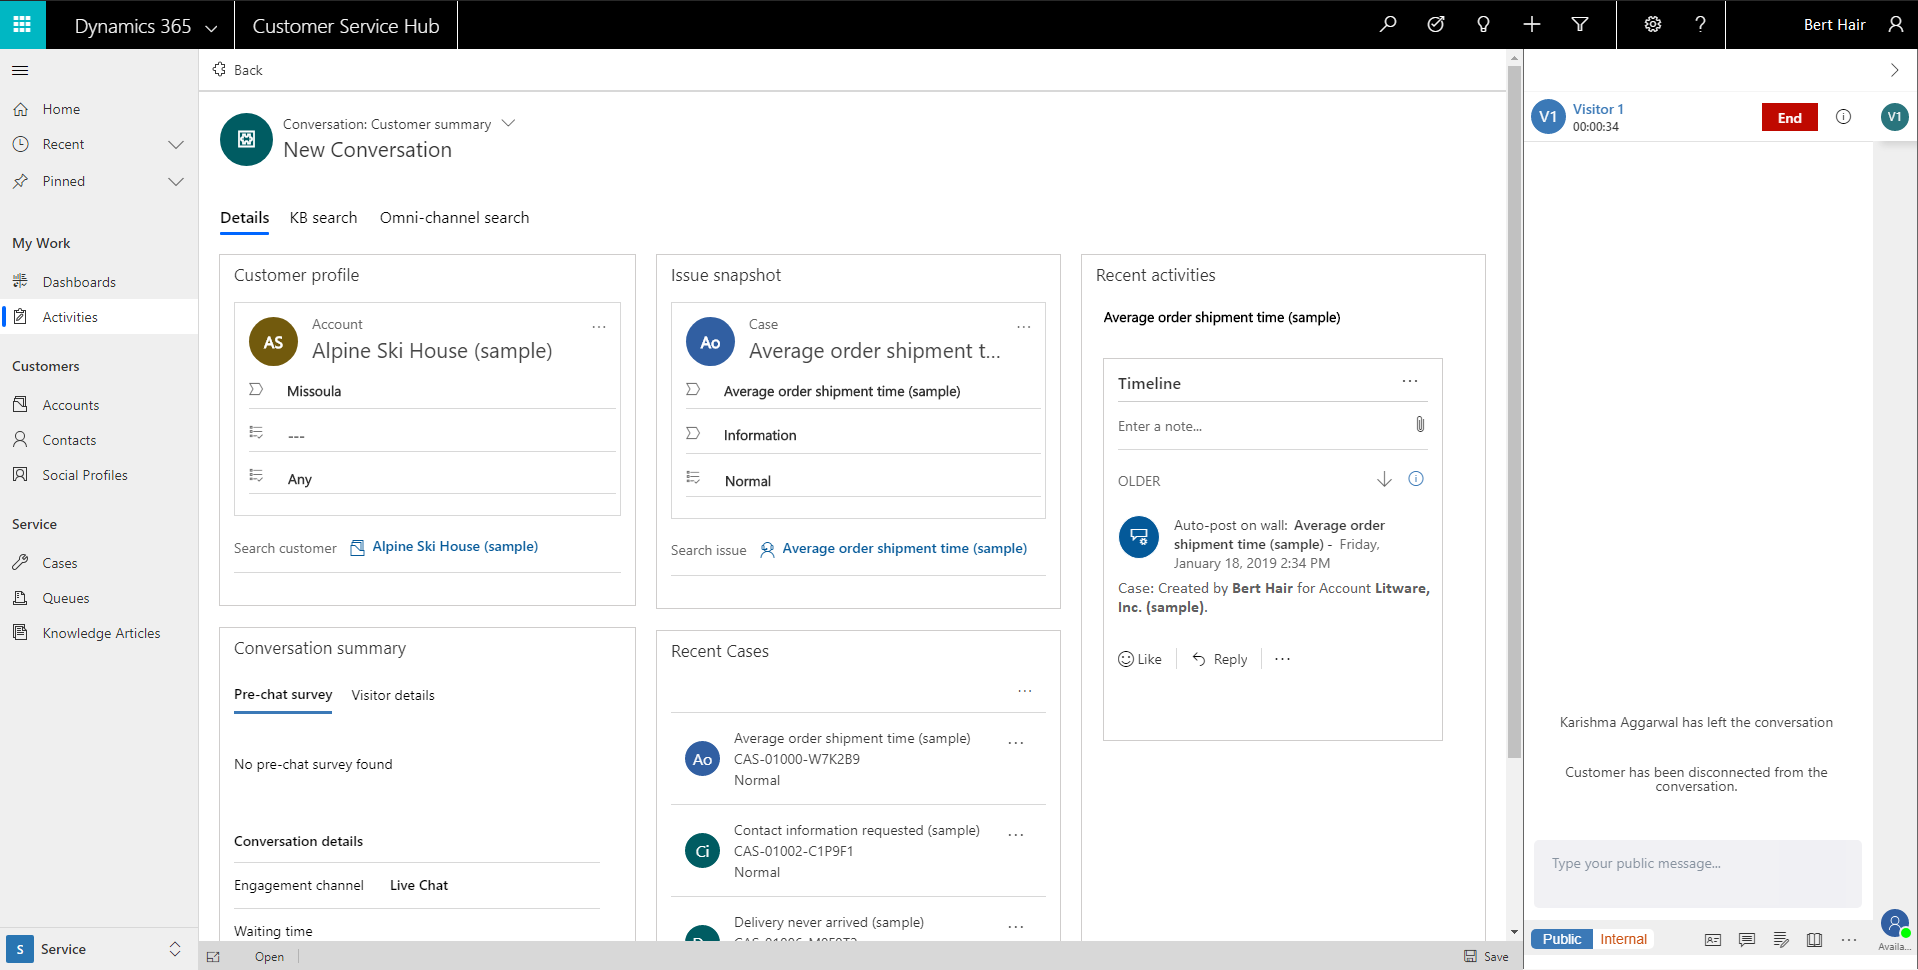 Dynamics 365
Customer Service Hub
Bert Hair
Home
Recent
Pinned
My Work
Dashboards
Activities
Customers
Accounts
Contacts
Social Profiles
Service
Cases
Queues
Knowledge Articles
S Service
Back
Conversation: Customer summary
New Conversation
Details KB search Omni-channel search
Customer profile
AS
Account
Alpine Ski House (sample)
Missoula
---
Any
Search customer Alpine Ski House (sample)
Conversation summary
Pre-chat survey Visitor details
No pre-chat survey found
Conversation details
Engagement channel Live Chat
Waiting time
Issue snapshot
Ao
Case
Average order shipment t...
Average order shipment time (sample)
Information
Normal
Search issue Average order shipment time (sample)
Recent Cases
...
Ao
Average order shipment time (sample)
CAS-01000-W7K2B9
Normal
Ci
Contact information requested (sample)
CAS-01002-C1P9F1
Normal
Delivery never arrived (sample)
Recent activities
Average order shipment time (sample)
Timeline
Enter a note...
OLDER
Auto-post on wall: Average order
shipment time (sample) - Friday,
January 18, 2019 2:34 PM
Case: Created by Bert Hair for Account Litware,
Inc. (sample).
Like Reply ...
Open
Save
V1
Visitor 1
00:00:34
End
V1
Karishma Aggarwal has left the conversation
Customer has been disconnected from the
conversation.
Type your public message...
Public Internal
Availa...